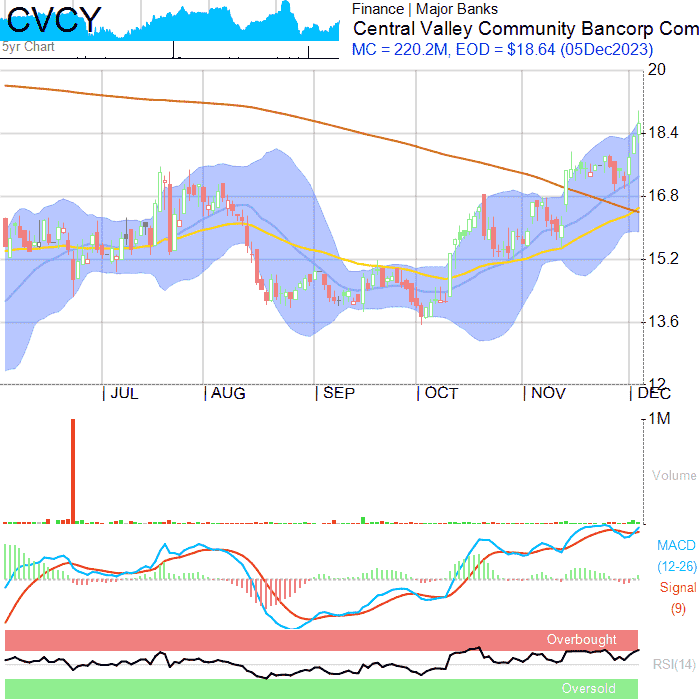 CVCY
5yr Chart
Finance | Major Banks
Central Valley Community Bancorp Com
MC = 220.2M, EOD = $18.64 (05Dec2023)
20
18.4
16.8
15.2
13.6
12
JUL AUG SEP OCT NOV DEC
1M
Volume
MACD
(12-26)
Signal
(9)
Overbought
RSI(14)
Oversold